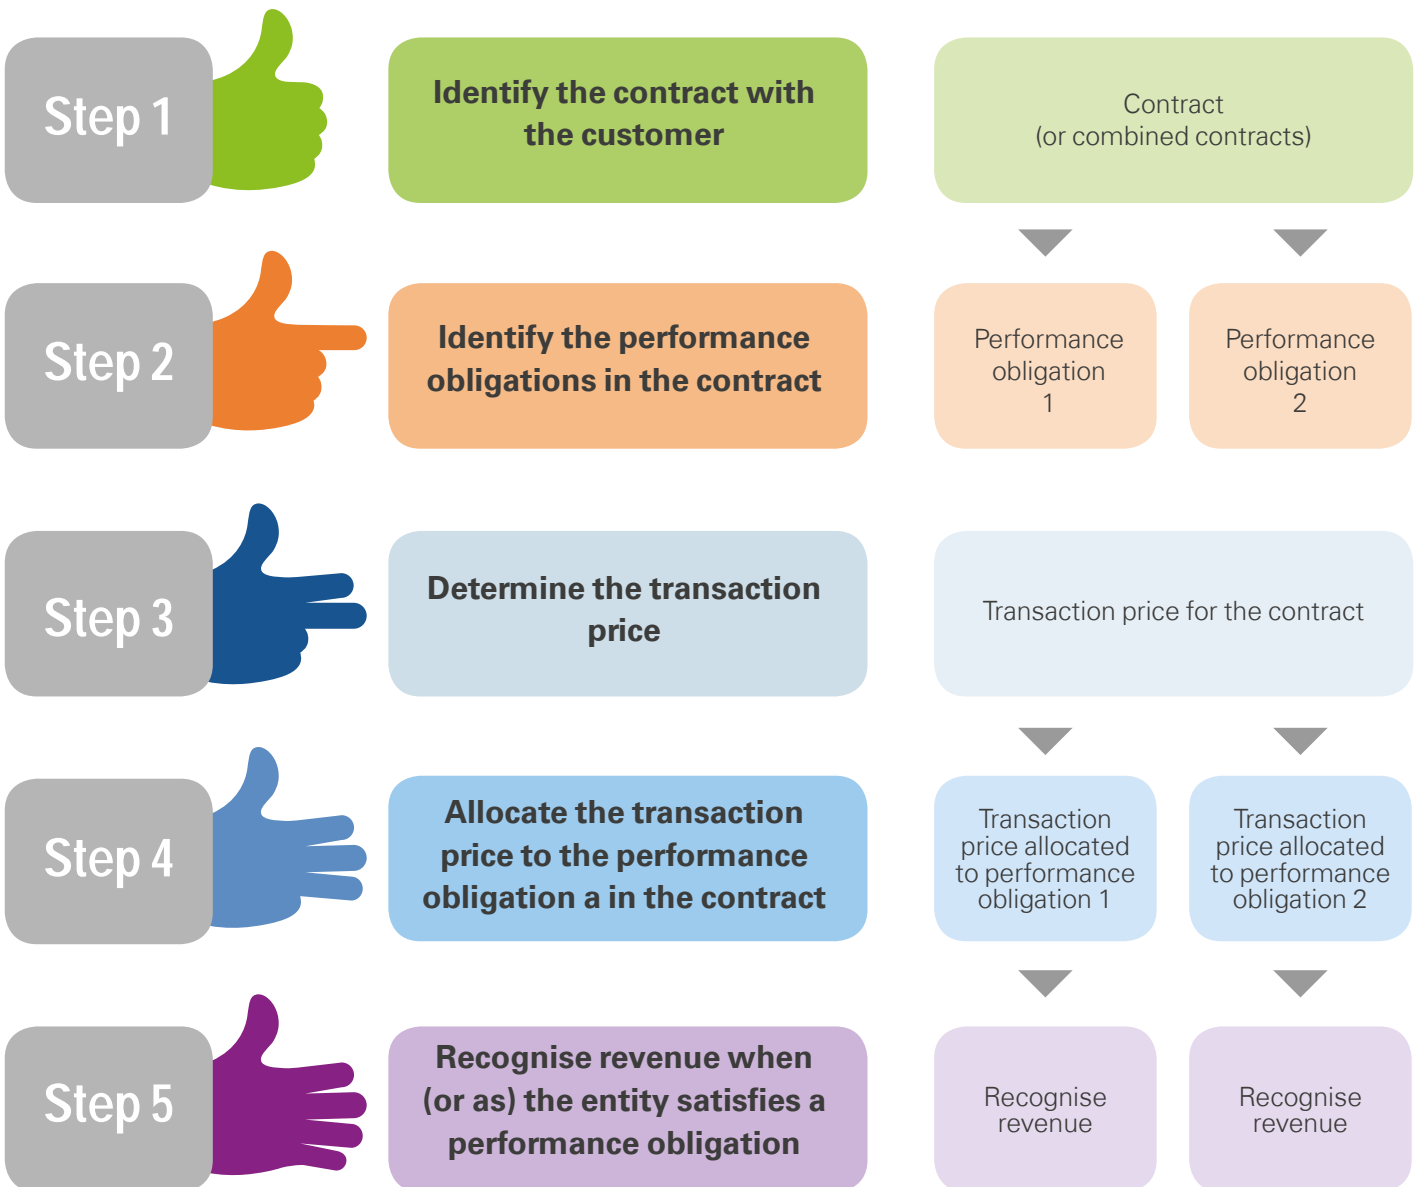 Step 1
Identify the contract with
the customer
Contract
(or combined contracts)
Step 2
Identify the performance
obligations in the contract
Performance
obligation
1
Performance
obligation
2
Step 3
Determine the transaction
price
Transaction price for the contract
Step 4
Allocate the transaction
price to the performance
obligation a in the contract
Transaction
price allocated
to performance
obligation 1
Transaction
price allocated
to performance
obligation 2
Step 5
Recognise revenue when
(or as) the entity satisfies a
performance obligation
Recognise
revenue
Recognise
revenue